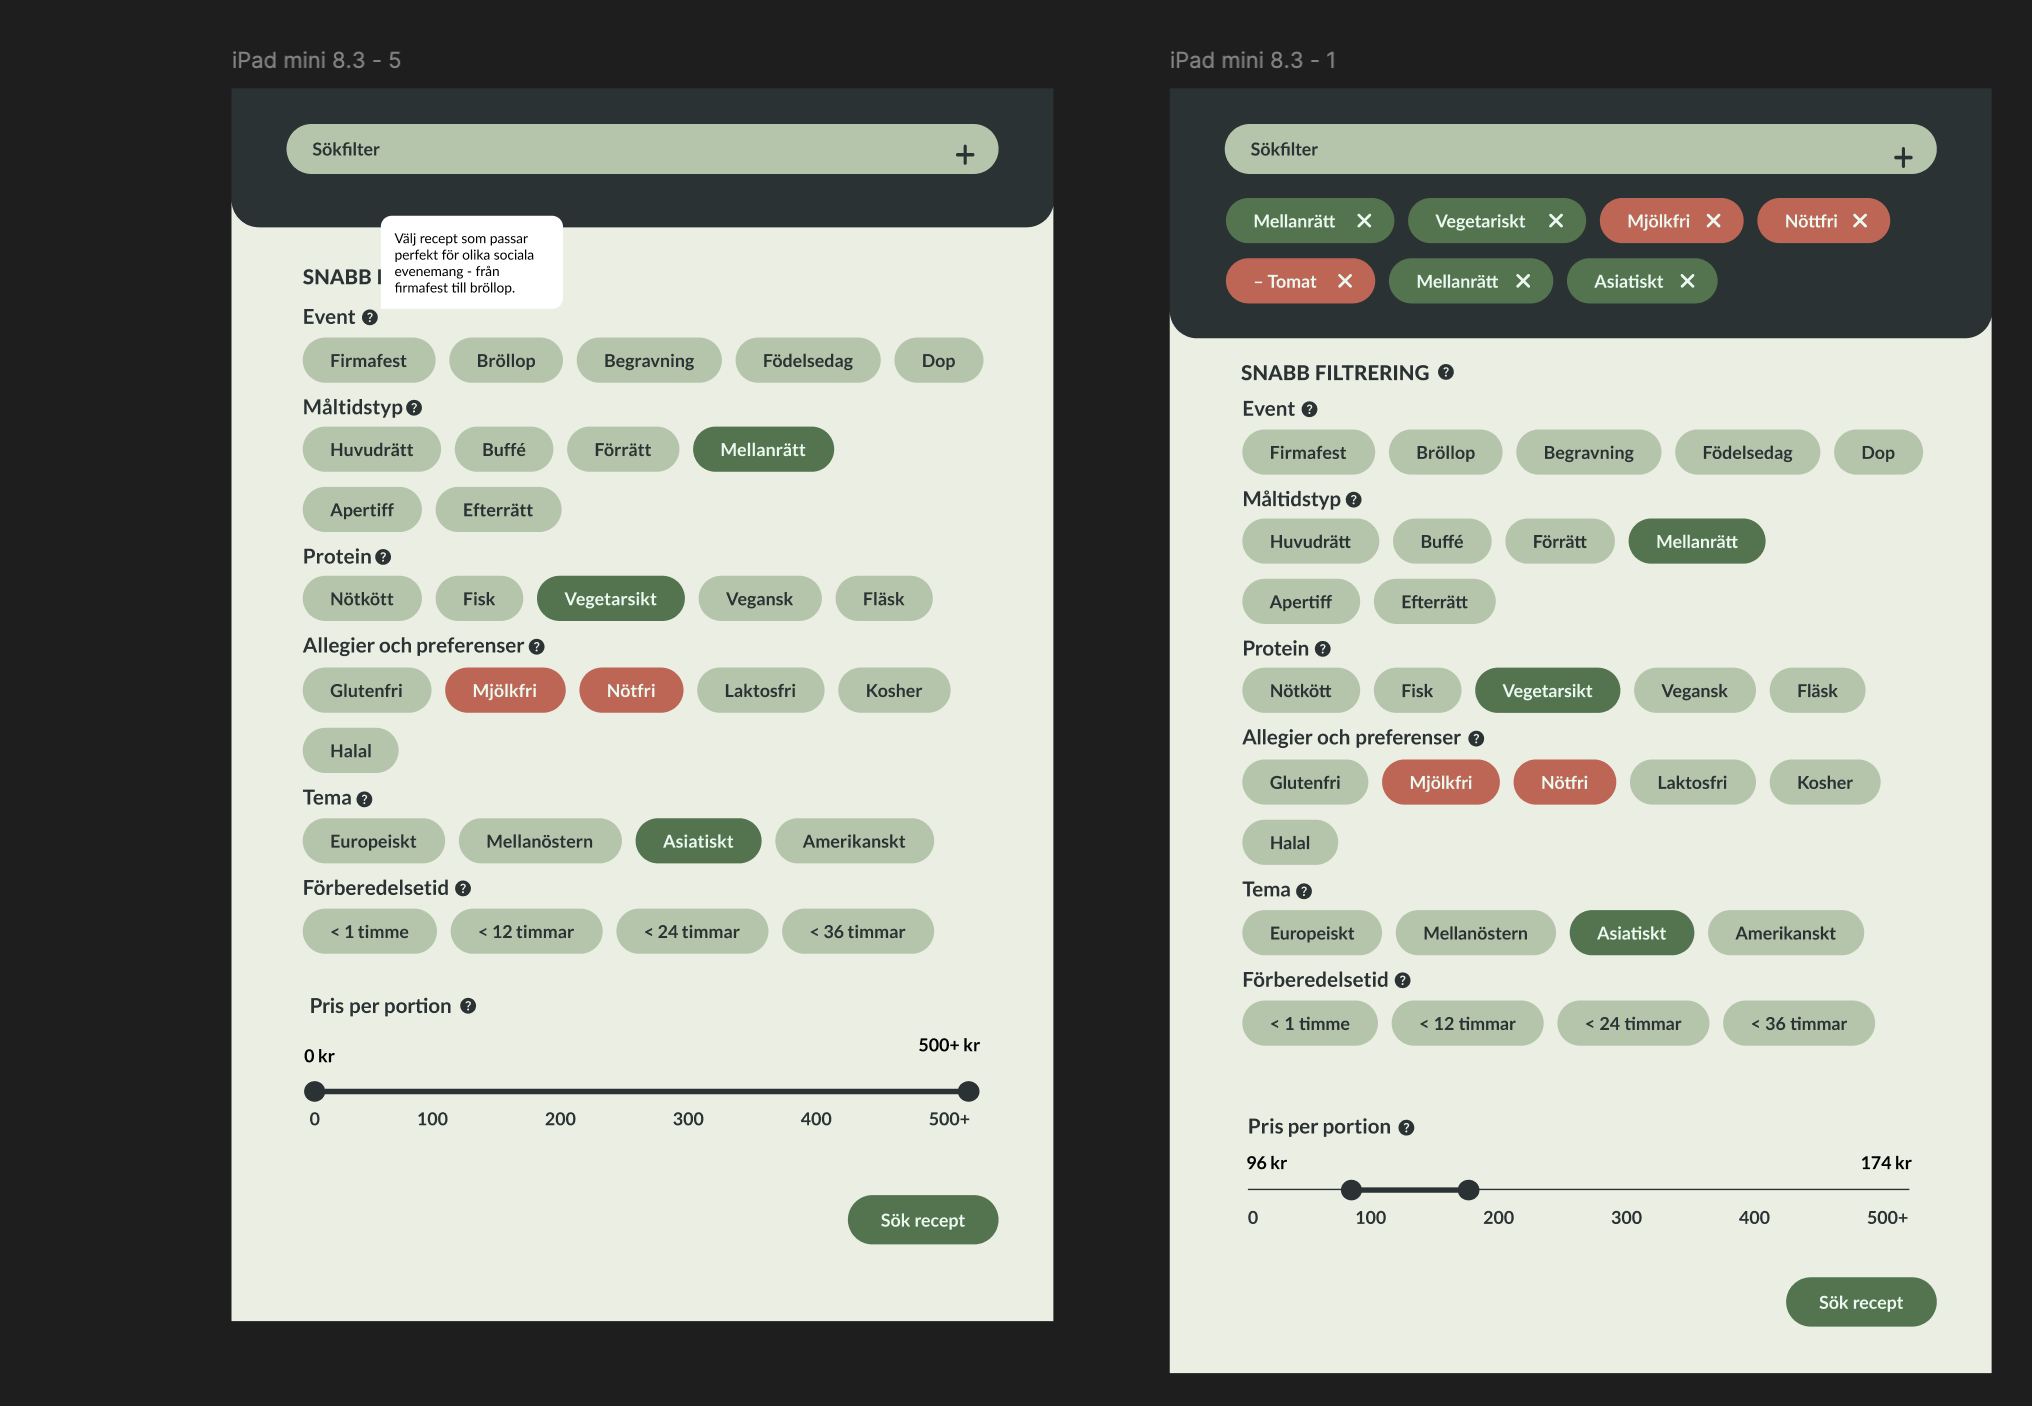 iPad mini 8.3 - 5
Sökfilter
Välj recept som passar
perfekt för olika sociala
evenemang - från
firmafest till bröllop.
SNABB
Event ?
Firmafest Bröllop Begravning Födelsedag Dop
Måltidstyp ?
Huvudrätt Buffé Förrätt Mellanrätt
Apertiff Efterrätt
Protein ?
Nötkött Fisk Vegetarsikt Vegansk Fläsk
Allegier och preferenser ?
Glutenfri Mjölkfri Nötfri Laktosfri Kosher
Halal
Tema ?
Europeiskt Mellanöstern Asiatiskt Amerikanskt
Förberedelsetid ?
< 1 timme < 12 timmar < 24 timmar < 36 timmar
Pris per portion ?
0 kr 500+ kr
0 100 200 300 400 500+
Sök recept
iPad mini 8.3 - 1
Sökfilter
Mellanrätt Vegetariskt Mjölkfri Nöttfri
– Tomat Mellanrätt Asiatiskt
SNABB FILTRERING ?
Event ?
Firmafest Bröllop Begravning Födelsedag Dop
Måltidstyp ?
Huvudrätt Buffé Förrätt Mellanrätt
Apertiff Efterrätt
Protein ?
Nötkött Fisk Vegetarsikt Vegansk Fläsk
Allegier och preferenser ?
Glutenfri Mjölkfri Nötfri Laktosfri Kosher
Halal
Tema ?
Europeiskt Mellanöstern Asiatiskt Amerikanskt
Förberedelsetid ?
< 1 timme < 12 timmar < 24 timmar < 36 timmar
Pris per portion ?
96 kr 174 kr
0 100 200 300 400 500+
Sök recept